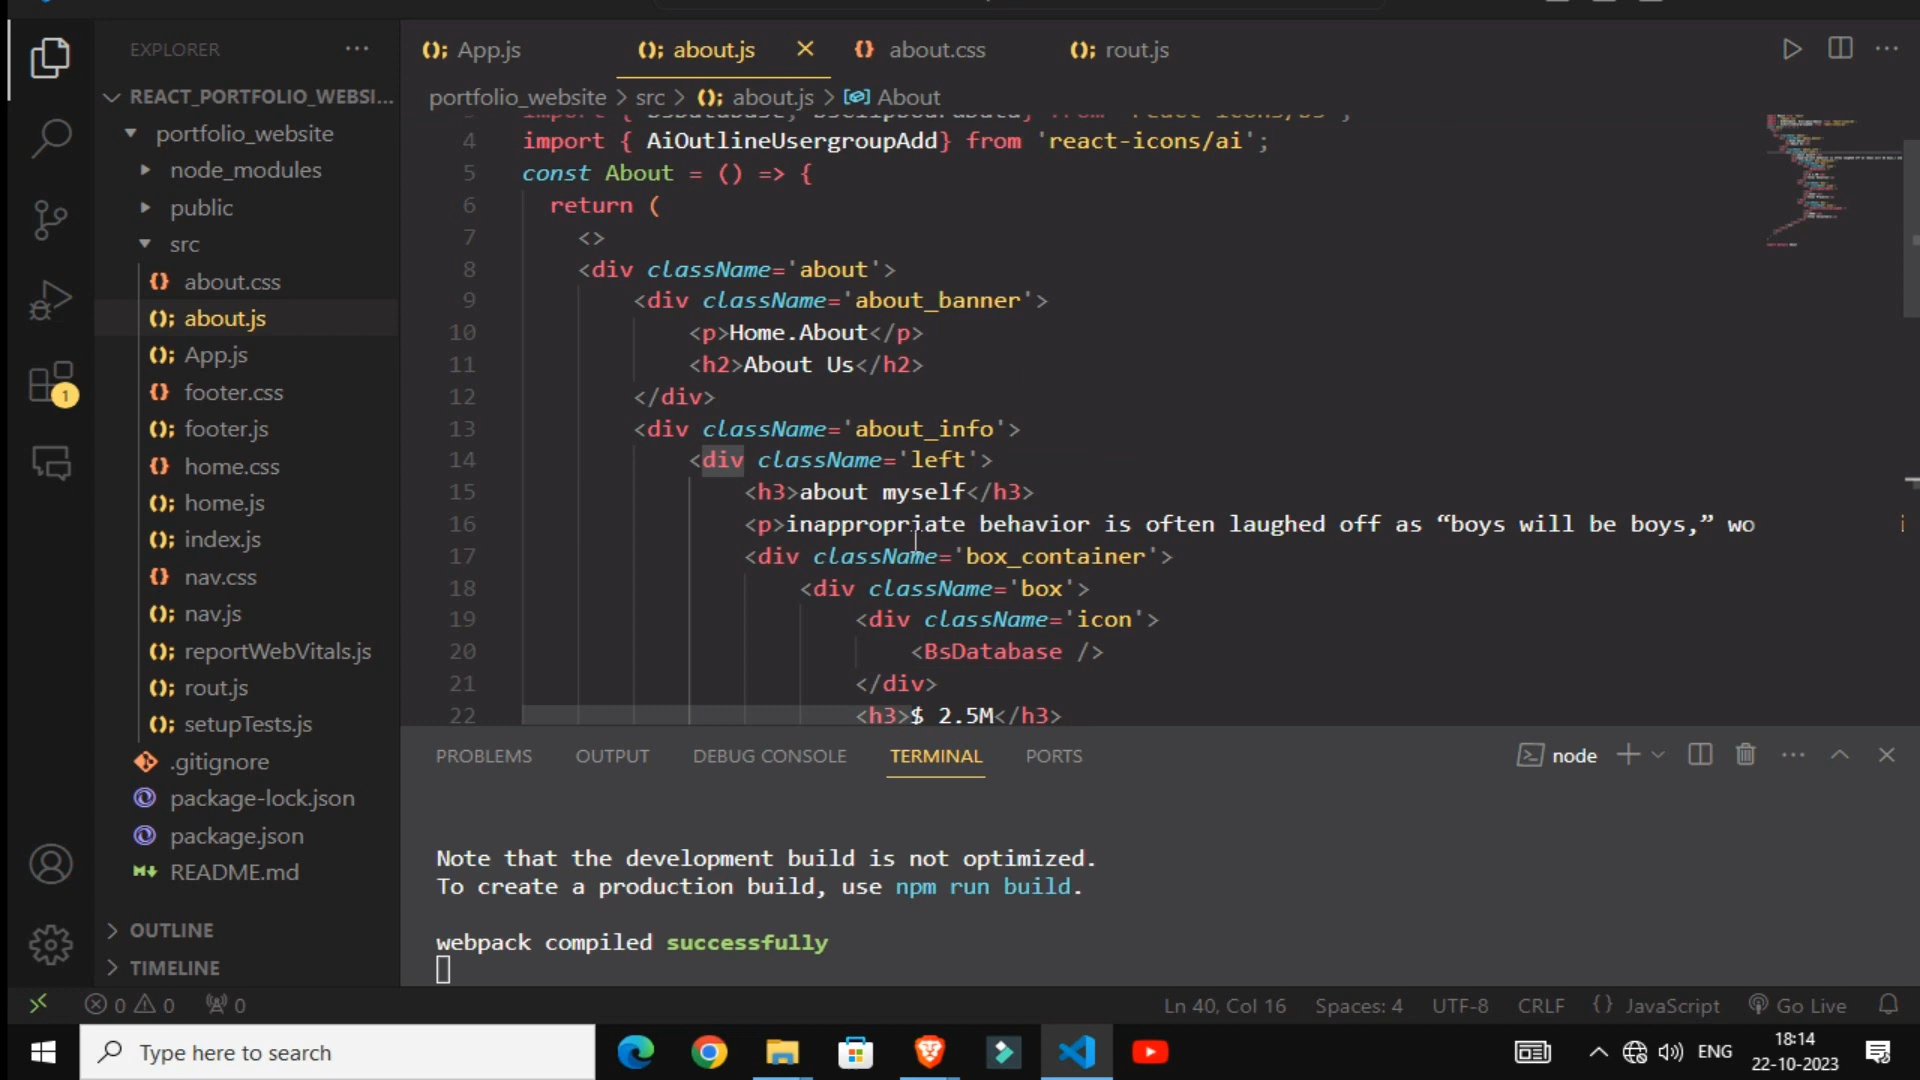 EXPLORER
REACT_PORTFOLIO_WEBSI...
portfolio_website
node_modules
public
src
about.css
about.js
App.js
footer.css
footer.js
home.css
home.js
index.js
nav.css
nav.js
reportWebVitals.js
rout.js
setupTests.js
.gitignore
package-lock.json
package.json
README.md
OUTLINE
TIMELINE
1
App.js
about.js
about.css
rout.js
portfolio_website > src > about.js > About
4 import { AiOutlineUsergroupAdd} from 'react-icons/ai';
5 const About = () => {
6 return (
7 <>
8 <div className='about'>
9 <div className='about_banner'>
10 <p>Home.About</p>
11 <h2>About Us</h2>
12 </div>
13 <div className='about_info'>
14 <div className='left'>
15 <h3>about myself</h3>
16 <p>inappropriate behavior is often laughed off as “boys will be boys,” wo
17 <div className='box_container'>
18 <div className='box'>
19 <div className='icon'>
20 <BsDatabase />
21 </div>
22 <h3>$ 2.5M</h3>
PROBLEMS OUTPUT DEBUG CONSOLE TERMINAL PORTS
node
Note that the development build is not optimized.
To create a production build, use npm run build.
webpack compiled successfully
0 0 0
Ln 40, Col 16 Spaces: 4 UTF-8 CRLF {} JavaScript Go Live
Type here to search
ENG
18:14
22-10-2023